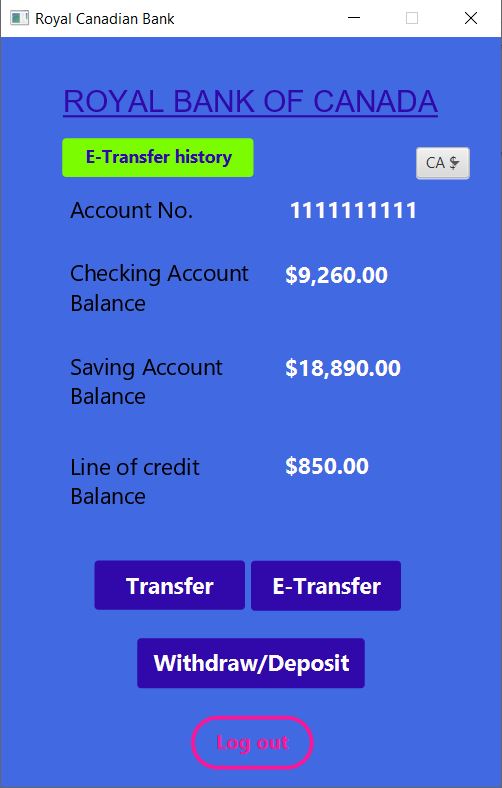 Royal Canadian Bank
ROYAL BANK OF CANADA
E-Transfer history
CA $
Account No. 1111111111
Checking Account $9,260.00
Balance
Saving Account $18,890.00
Balance
Line of credit $850.00
Balance
Transfer E-Transfer
Withdraw/Deposit
Log out